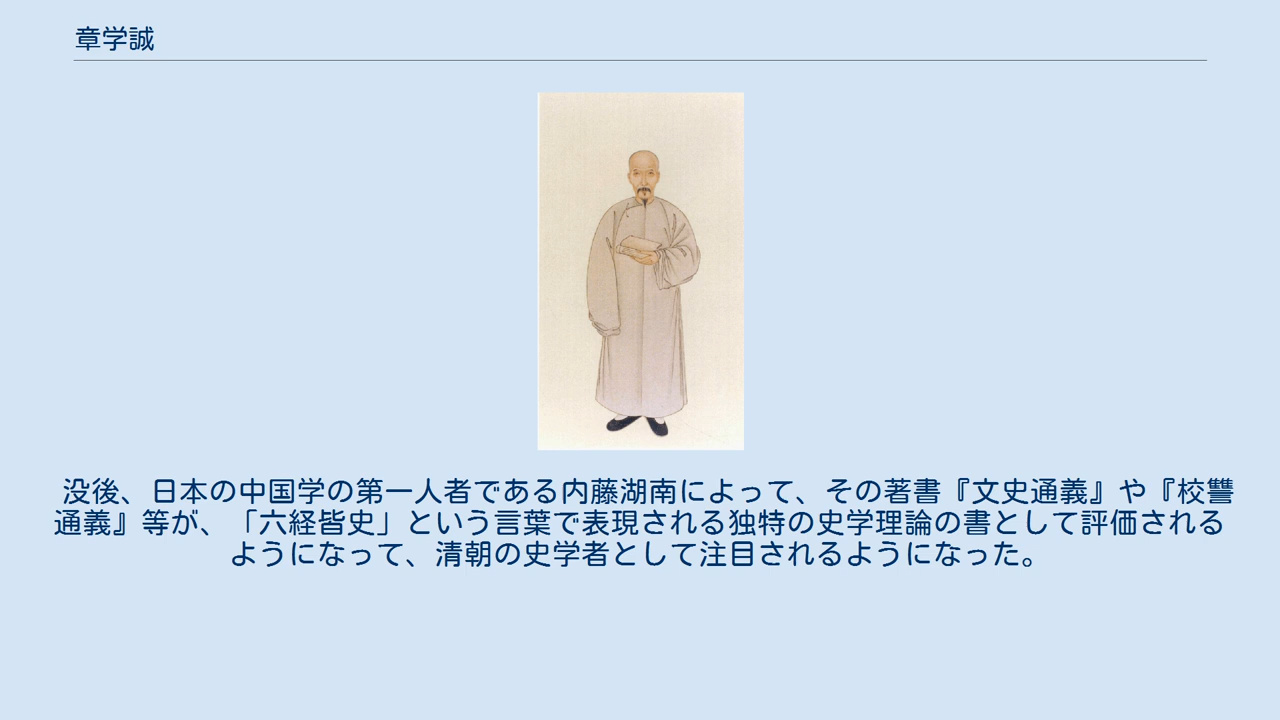 章学誠
没後、日本の中国学の第一人者である内藤湖南によって、その著書『文史通義』や『校讐
通義』等が、「六経皆史」という言葉で表現される独特の史学理論の書として評価される
ようになって、清朝の史学者として注目されるようになった。